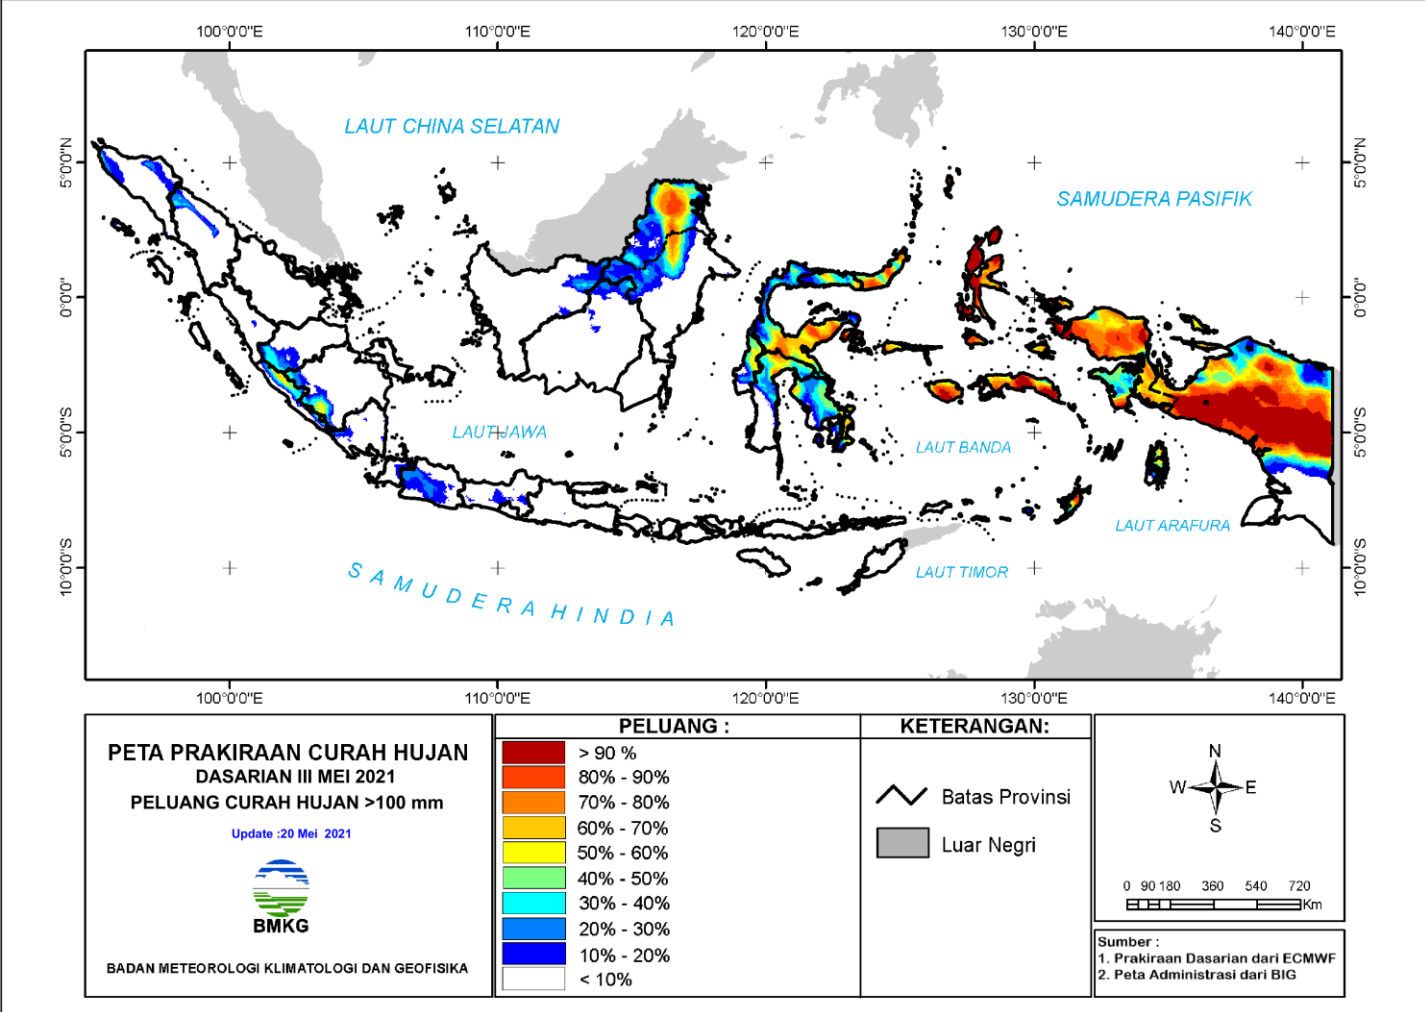 100°0'0"E 110°0'0"E 120°0'0"E 130°0'0"E 140°0'0"E
5°0'0"N
0°0'0"
5°0'0"S
10°0'0"S
LAUT CHINA SELATAN
SAMUDERA PASIFIK
LAUT JAWA
LAUT BANDA
LAUT ARAFURA
LAUT TIMOR
SAMUDERA HINDIA
5°0'0"N
0°0'0"
5°0'0"S
10°0'0"S
100°0'0"E 110°0'0"E 120°0'0"E 130°0'0"E 140°0'0"E
PETA PRAKIRAAN CURAH HUJAN
DASARIAN III MEI 2021
PELUANG CURAH HUJAN >100 mm
Update :20 Mei 2021
BMKG
BADAN METEOROLOGI KLIMATOLOGI DAN GEOFISIKA
PELUANG :
> 90 %
80% - 90%
70% - 80%
60% - 70%
50% - 60%
40% - 50%
30% - 40%
20% - 30%
10% - 20%
< 10%
KETERANGAN:
Batas Provinsi
Luar Negri
N
W E
S
0 90 180 360 540 720
Km
Sumber :
1. Prakiraan Dasarian dari ECMWF
2. Peta Administrasi dari BIG